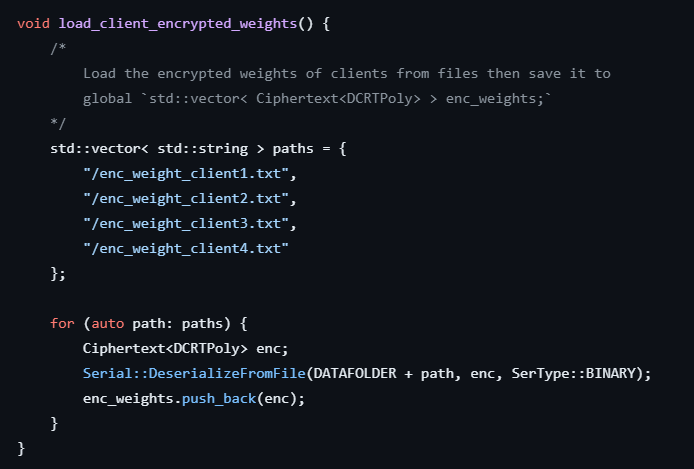 void load_client_encrypted_weights() {
    /*
        Load the encrypted weights of clients from files then save it to
        global `std::vector< Ciphertext<DCRTPoly> > enc_weights;`
    */
    std::vector< std::string > paths = {
        "/enc_weight_client1.txt",
        "/enc_weight_client2.txt",
        "/enc_weight_client3.txt",
        "/enc_weight_client4.txt"
    };

    for (auto path: paths) {
        Ciphertext<DCRTPoly> enc;
        Serial::DeserializeFromFile(DATAFOLDER + path, enc, SerType::BINARY);
        enc_weights.push_back(enc);
    }
}